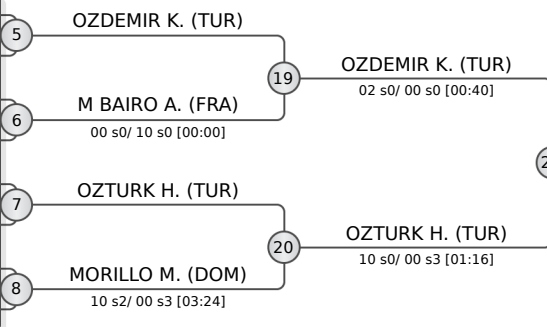 5
OZDEMIR K. (TUR)
19
OZDEMIR K. (TUR)
02 s0/ 00 s0 [00:40]
6
M BAIRO A. (FRA)
00 s0/ 10 s0 [00:00]
7
OZTURK H. (TUR)
20
OZTURK H. (TUR)
10 s0/ 00 s3 [01:16]
8
MORILLO M. (DOM)
10 s2/ 00 s3 [03:24]